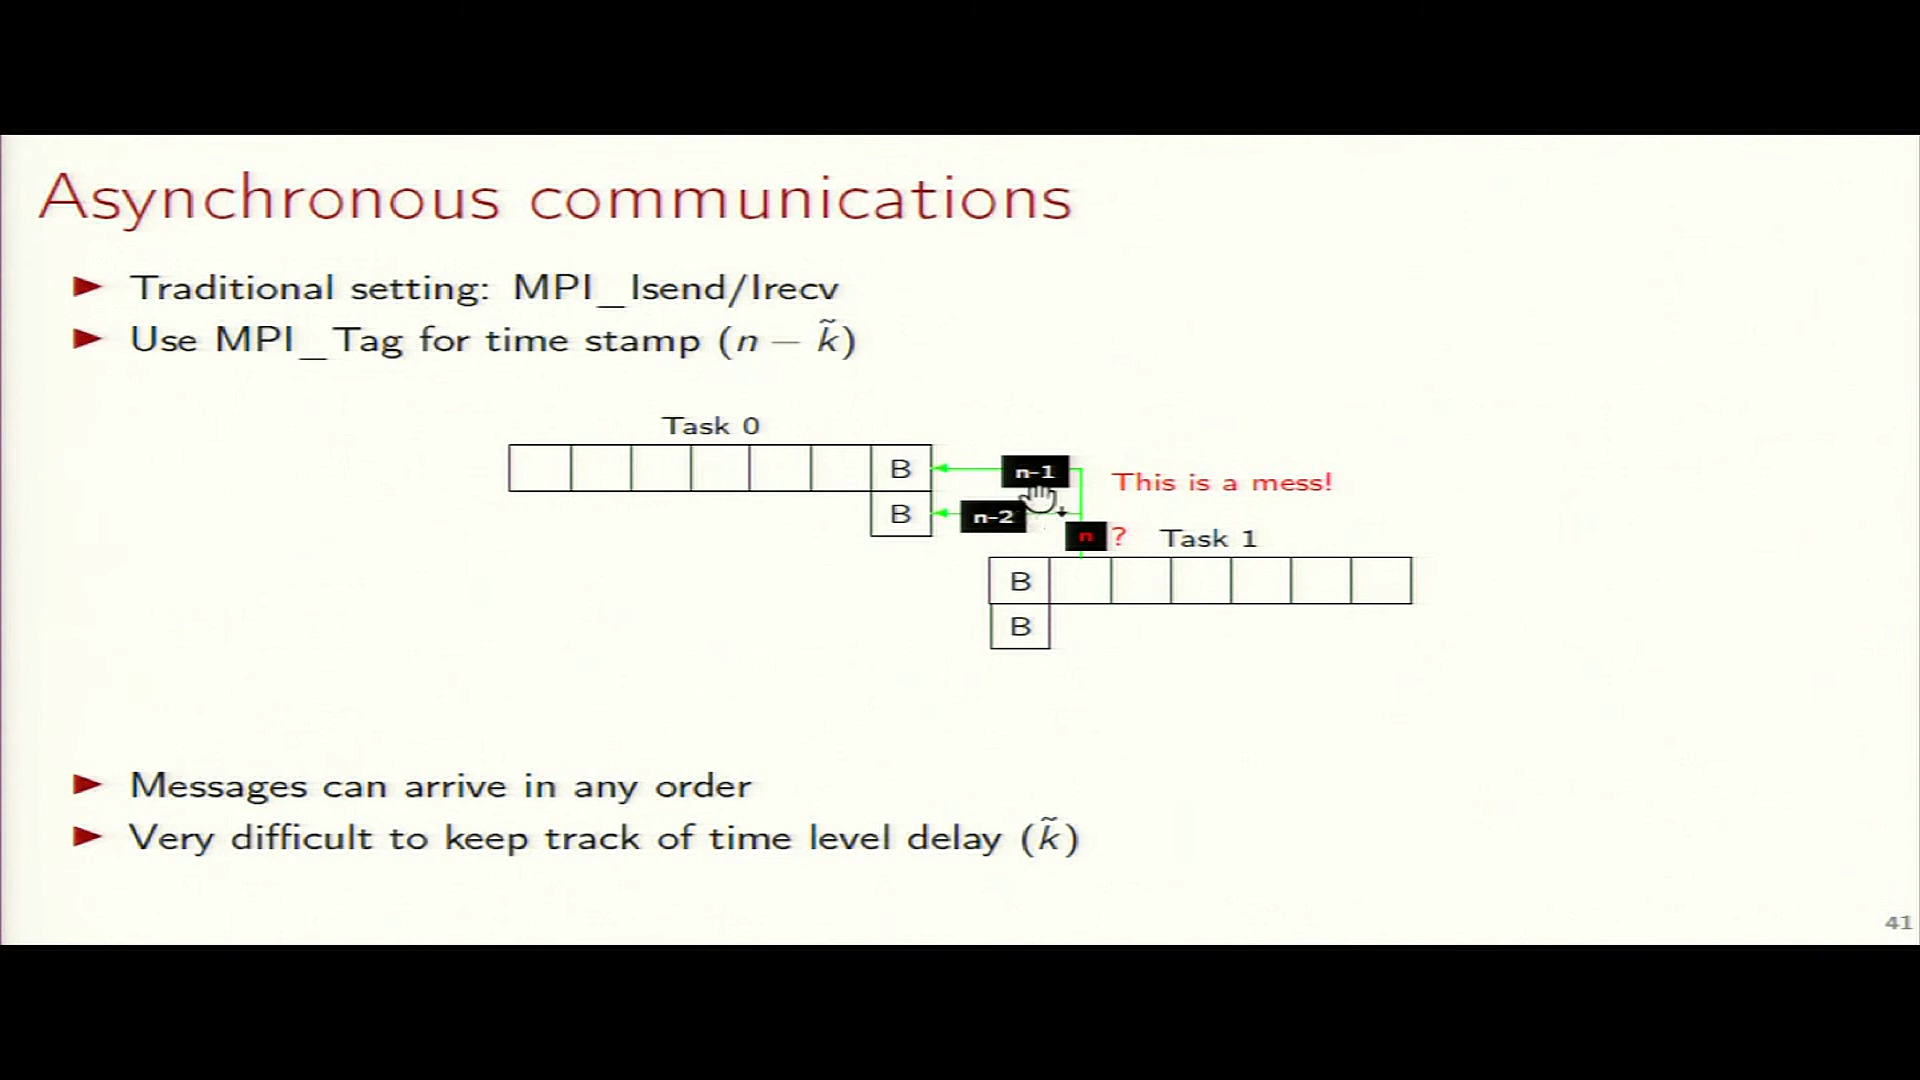 Asynchronous communications
Traditional setting: MPI_Isend/Irecv
Use MPI_Tag for time stamp (n − k̃)
Task 0
B
n-1
This is a mess!
B
n-2
n
?
Task 1
B
B
Messages can arrive in any order
Very difficult to keep track of time level delay (k̃)
41